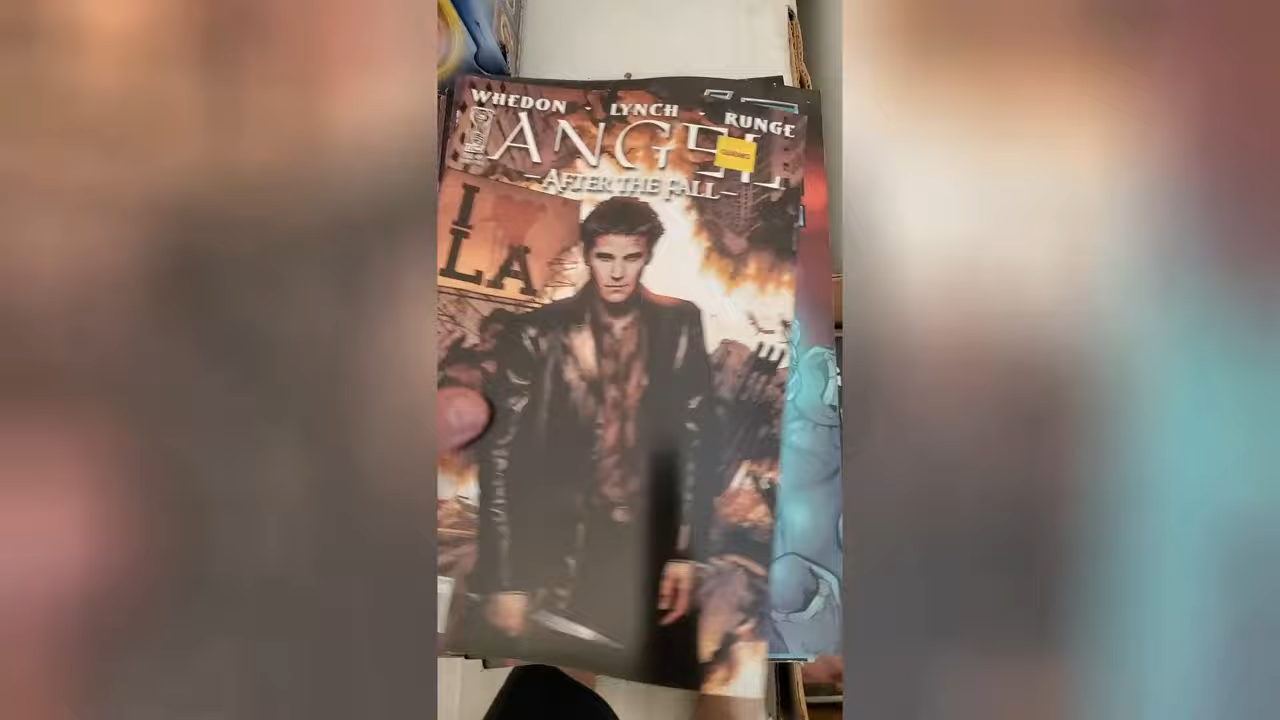 WHEDON - LYNCH - RUNGE
ANGEL
-AFTER THE FALL-
LA